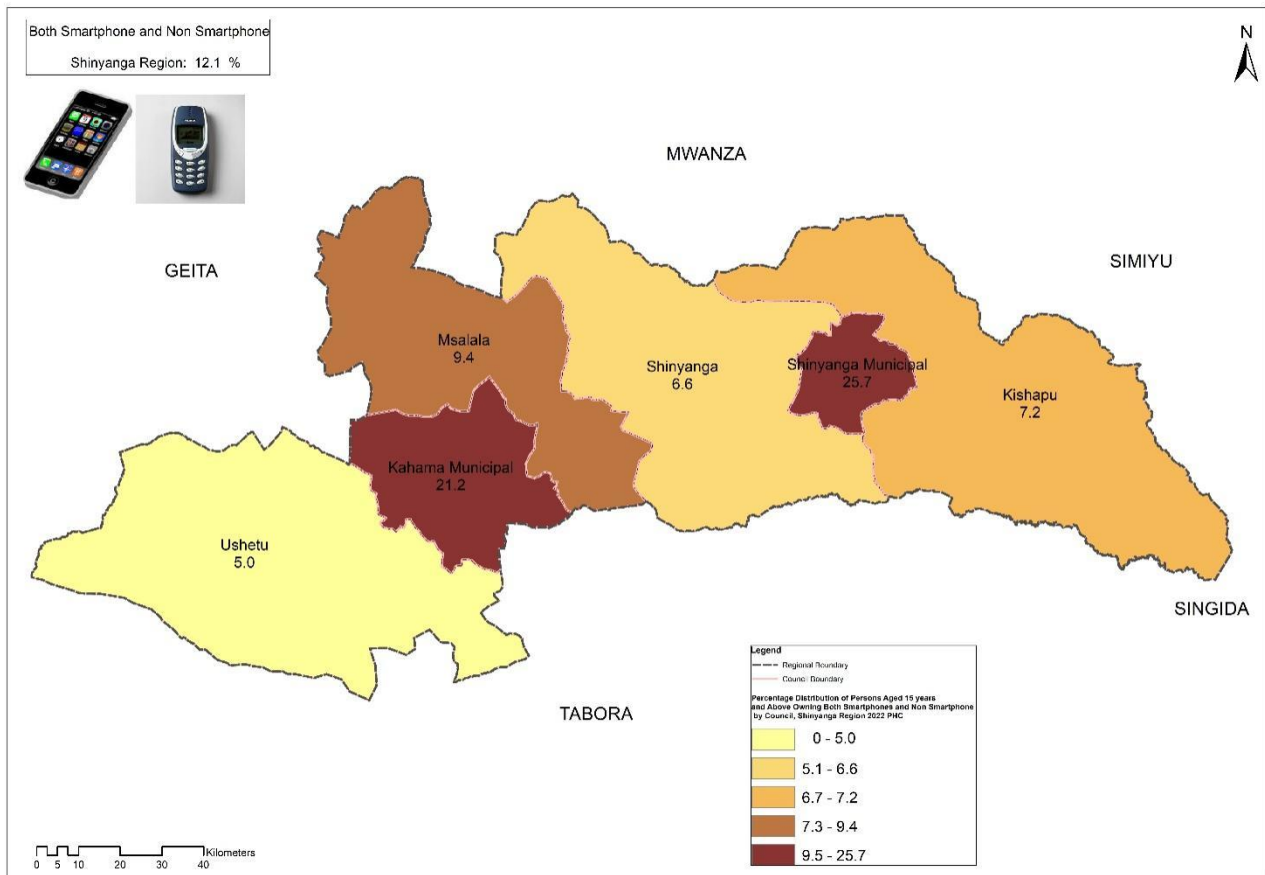 Both Smartphone and Non Smartphone
Shinyanga Region: 12.1 %
N
MWANZA
GEITA
SIMIYU
Msalala
9.4
Shinyanga
6.6
Shinyanga Municipal
25.7
Kishapu
7.2
Kahama Municipal
21.2
Ushetu
5.0
SINGIDA
TABORA
Legend
Regional Boundary
Council Boundary
Percentage Distribution of Persons Aged 15 years
and Above Owning Both Smartphones and Non Smartphone
by Council, Shinyanga Region 2022 PHC
0 - 5.0
5.1 - 6.6
6.7 - 7.2
7.3 - 9.4
9.5 - 25.7
Kilometers
0 5 10 20 30 40